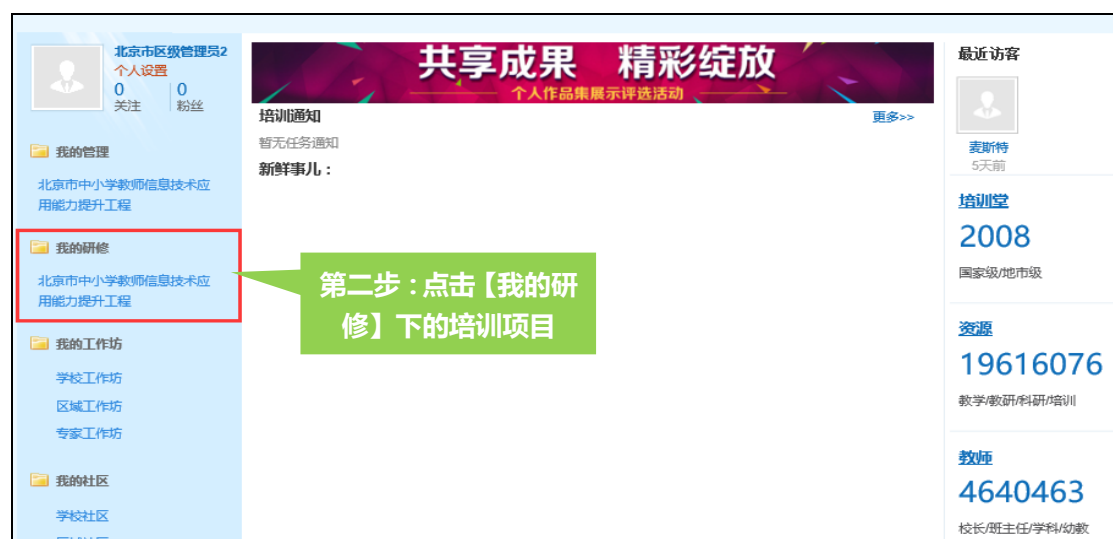 北京市区级管理员2
个人设置
0 0
关注 粉丝
我的管理
北京市中小学教师信息技术应
用能力提升工程
我的研修
北京市中小学教师信息技术应
用能力提升工程
我的工作坊
学校工作坊
区域工作坊
专家工作坊
我的社区
学校社区
共享成果 精彩绽放
个人作品集展示评选活动
培训通知 更多>>
暂无任务通知
新鲜事儿：
第二步：点击【我的研
修】下的培训项目
最近访客
麦斯特
5天前
培训堂
2008
国家级/地市级
资源
19616076
教学/教研/科研/培训
教师
4640463
校长/班主任/学科/幼教